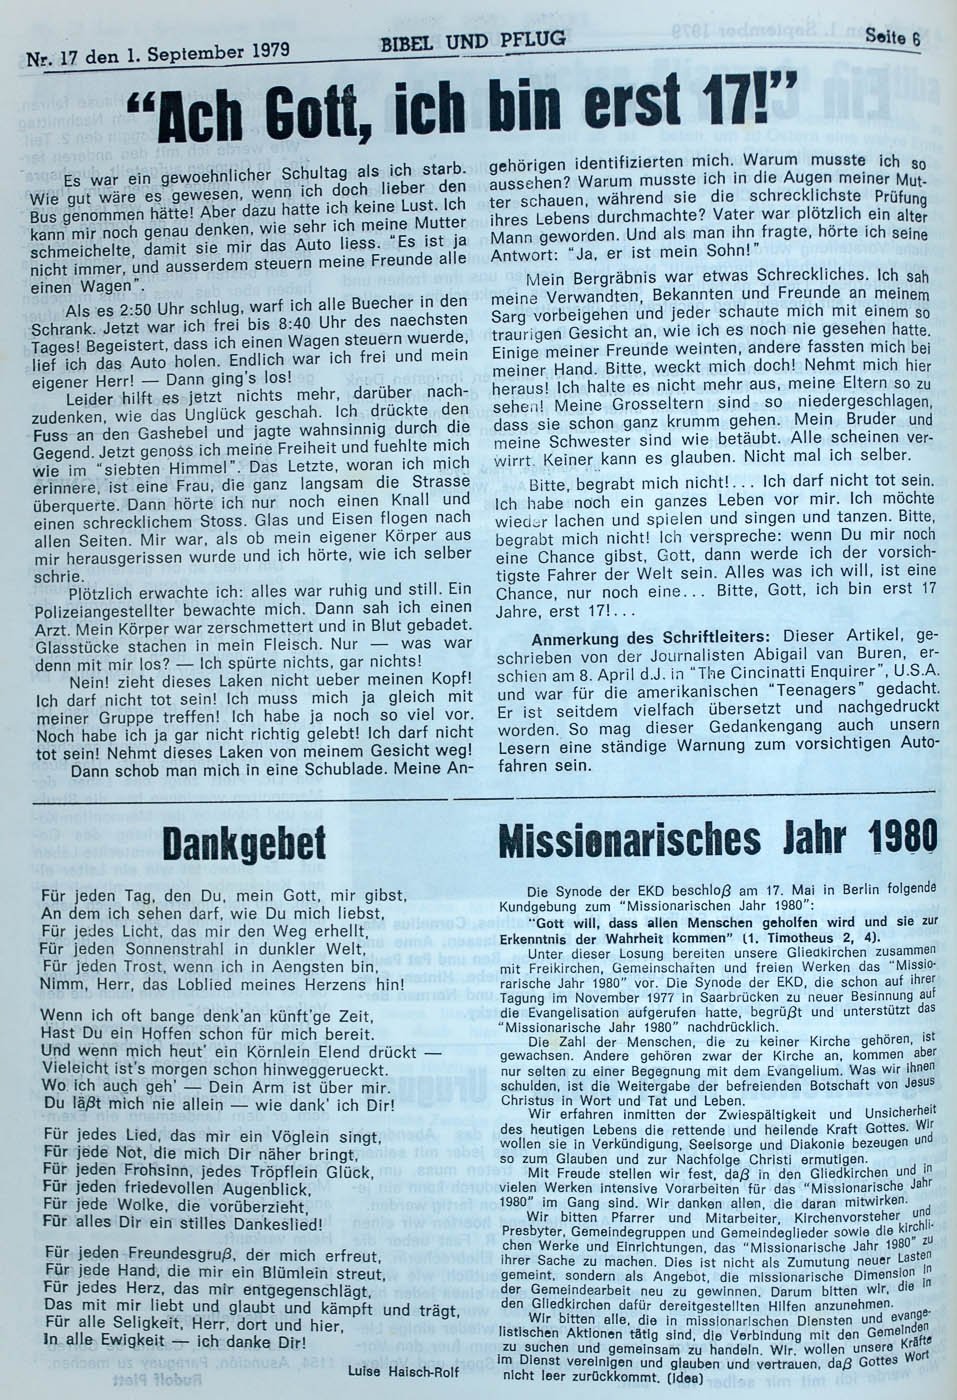 Nr. 17 den 1. September 1979
BIBEL UND PFLUG
Seite 6
"Ach Gott, ich bin erst 17!"
Es war ein gewoehnlicher Schultag als ich starb.
Wie gut wäre es gewesen, wenn ich doch lieber den
Bus genommen hätte! Aber dazu hatte ich keine Lust. Ich
kann mir noch genau denken, wie sehr ich meine Mutter
schmeichelte, damit sie mir das Auto liess. "Es ist ja
nicht immer, und ausserdem steuern meine Freunde alle
einen Wagen".
Als es 2:50 Uhr schlug, warf ich alle Buecher in den
Schrank. Jetzt war ich frei bis 8:40 Uhr des naechsten
Tages! Begeistert, dass ich einen Wagen steuern wuerde,
lief ich das Auto holen. Endlich war ich frei und mein
eigener Herr! — Dann ging's los!
Leider hilft es jetzt nichts mehr, darüber nach-
zudenken, wie das Unglück geschah. Ich drückte den
Fuss an den Gashebel und jagte wahnsinnig durch die
Gegend. Jetzt genoss ich meine Freiheit und fuehlte mich
wie im "siebten Himmel". Das Letzte, woran ich mich
erinnere, ist eine Frau, die ganz langsam die Strasse
überquerte. Dann hörte ich nur noch einen Knall und
einen schrecklichem Stoss. Glas und Eisen flogen nach
allen Seiten. Mir war, als ob mein eigener Körper aus
mir herausgerissen wurde und ich hörte, wie ich selber
schrie.
Plötzlich erwachte ich: alles war ruhig und still. Ein
Polizeiangestellter bewachte mich. Dann sah ich einen
Arzt. Mein Körper war zerschmettert und in Blut gebadet.
Glasstücke stachen in mein Fleisch. Nur — was war
denn mit mir los? — Ich spürte nichts, gar nichts!
Nein! zieht dieses Laken nicht ueber meinen Kopf!
Ich darf nicht tot sein! Ich muss mich ja gleich mit
meiner Gruppe treffen! Ich habe ja noch so viel vor.
Noch habe ich ja gar nicht richtig gelebt! Ich darf nicht
tot sein! Nehmt dieses Laken von meinem Gesicht weg!
Dann schob man mich in eine Schublade. Meine An-
gehörigen identifizierten mich. Warum musste ich so
aussehen? Warum musste ich in die Augen meiner Mut-
ter schauen, während sie die schrecklichste Prüfung
ihres Lebens durchmachte? Vater war plötzlich ein alter
Mann geworden. Und als man ihn fragte, hörte ich seine
Antwort: "Ja, er ist mein Sohn!".
Mein Bergräbnis war etwas Schreckliches. Ich sah
meine Verwandten, Bekannten und Freunde an meinem
Sarg vorbeigehen und jeder schaute mich mit einem so
traurigen Gesicht an, wie ich es noch nie gesehen hatte.
Einige meiner Freunde weinten, andere fassten mich bei
meiner Hand. Bitte, weckt mich doch! Nehmt mich hier
heraus! Ich halte es nicht mehr aus, meine Eltern so zu
sehen! Meine Grosseltern sind so niedergeschlagen,
dass sie schon ganz krumm gehen. Mein Bruder und
meine Schwester sind wie betäubt. Alle scheinen ver-
wirrt. Keiner kann es glauben. Nicht mal ich selber.
Bitte, begrabt mich nicht!... Ich darf nicht tot sein.
Ich habe noch ein ganzes Leben vor mir. Ich möchte
wieder lachen und spielen und singen und tanzen. Bitte,
begrabt mich nicht! Ich verspreche: wenn Du mir noch
eine Chance gibst, Gott, dann werde ich der vorsich-
tigste Fahrer der Welt sein. Alles was ich will, ist eine
Chance, nur noch eine... Bitte, Gott, ich bin erst 17
Jahre, erst 17!...
Anmerkung des Schriftleiters: Dieser Artikel, ge-
schrieben von der Journalisten Abigail van Buren, er-
schien am 8. April d.J. in "The Cincinatti Enquirer", U.S.A.
und war für die amerikanischen "Teenagers" gedacht.
Er ist seitdem vielfach übersetzt und nachgedruckt
worden. So mag dieser Gedankengang auch unsern
Lesern eine ständige Warnung zum vorsichtigen Auto-
fahren sein.
Dankgebet
Für jeden Tag, den Du, mein Gott, mir gibst,
An dem ich sehen darf, wie Du mich liebst,
Für jedes Licht, das mir den Weg erhellt,
Für jeden Sonnenstrahl in dunkler Welt,
Für jeden Trost, wenn ich in Aengsten bin,
Nimm, Herr, das Loblied meines Herzens hin!
Wenn ich oft bange denk'an künft'ge Zeit,
Hast Du ein Hoffen schon für mich bereit.
Und wenn mich heut' ein Körnlein Elend drückt —
Vieleicht ist's morgen schon hinweggerueckt.
Wo ich auch geh' — Dein Arm ist über mir.
Du läßt mich nie allein — wie dank' ich Dir!
Für jedes Lied, das mir ein Vöglein singt,
Für jede Not, die mich Dir näher bringt,
Für jeden Frohsinn, jedes Tröpflein Glück,
Für jeden friedevollen Augenblick,
Für jede Wolke, die vorüberzieht,
Für alles Dir ein stilles Dankeslied!
Für jeden Freundesgruß, der mich erfreut,
Für jede Hand, die mir ein Blümlein streut,
Für jedes Herz, das mir entgegenschlägt,
Das mit mir liebt und glaubt und kämpft und trägt,
Für alle Seligkeit, Herr, dort und hier,
In alle Ewigkeit — ich danke Dir!
Luise Haisch-Rolf
Missionarisches Jahr 1980
Die Synode der EKD beschloß am 17. Mai in Berlin folgende
Kundgebung zum "Missionarischen Jahr 1980":
"Gott will, dass allen Menschen geholfen wird und sie zur
Erkenntnis der Wahrheit kommen" (1. Timotheus 2, 4).
Unter dieser Losung bereiten unsere Gliedkirchen zusammen
mit Freikirchen, Gemeinschaften und freien Werken das "Missio-
rarische Jahr 1980" vor. Die Synode der EKD, die schon auf ihrer
Tagung im November 1977 in Saarbrücken zu neuer Besinnung auf
die Evangelisation aufgerufen hatte, begrüßt und unterstützt das
"Missionarische Jahr 1980" nachdrücklich.
Die Zahl der Menschen, die zu keiner Kirche gehören, ist
gewachsen. Andere gehören zwar der Kirche an, kommen aber
nur selten zu einer Begegnung mit dem Evangelium. Was wir ihnen
schulden, ist die Weitergabe der befreienden Botschaft von Jesus
Christus in Wort und Tat und Leben.
Wir erfahren inmitten der Zwiespältigkeit und Unsicherheit
des heutigen Lebens die rettende und heilende Kraft Gottes. Wir
wollen sie in Verkündigung, Seelsorge und Diakonie bezeugen und
so zum Glauben und zur Nachfolge Christi ermutigen.
Mit Freude stellen wir fest, daß in den Gliedkirchen und in
vielen Werken intensive Vorarbeiten für das "Missionarische Jahr
1980" im Gang sind. Wir danken allen, die daran mitwirken.
Wir bitten Pfarrer und Mitarbeiter, Kirchenvorsteher und
Presbyter, Gemeindegruppen und Gemeindeglieder sowie die kirchli-
chen Werke und Einrichtungen, das "Missionarische Jahr 1980" zu
ihrer Sache zu machen. Dies ist nicht als Zumutung neuer Lasten
gemeint, sondern als Angebot, die missionarische Dimension in
der Gemeindearbeit neu zu gewinnen. Darum bitten wir, die in
den Gliedkirchen dafür dereitgestellten Hilfen anzunehmen.
Wir bitten alle, die in missionarischen Diensten und evange-
listischen Aktionen tätig sind, die Verbindung mit den Gemeinden
zu suchen und gemeinsam zu handeln. Wir. wollen unsere Kräfte
im Dienst vereinigen und glauben und vertrauen, daß Gottes Wort
nicht leer zurückkommt. (Idea)